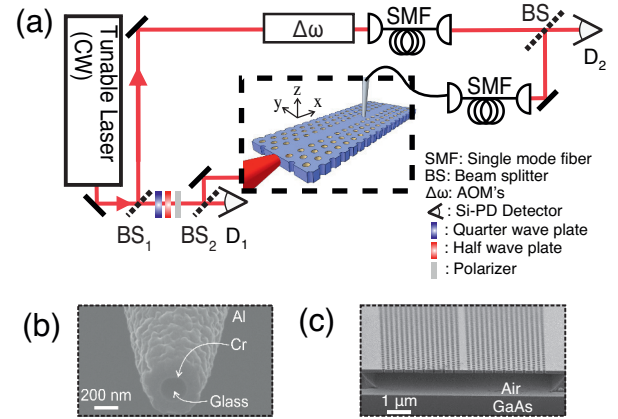 (a)
Tunable Laser
(CW)
Δω
SMF
BS
D2
SMF
z
y
x
BS1
BS2
D1
SMF: Single mode fiber
BS: Beam splitter
Δω: AOM's
: Si-PD Detector
: Quarter wave plate
: Half wave plate
: Polarizer
(b)
Al
Cr
Glass
200 nm
(c)
Air
1 μm
GaAs